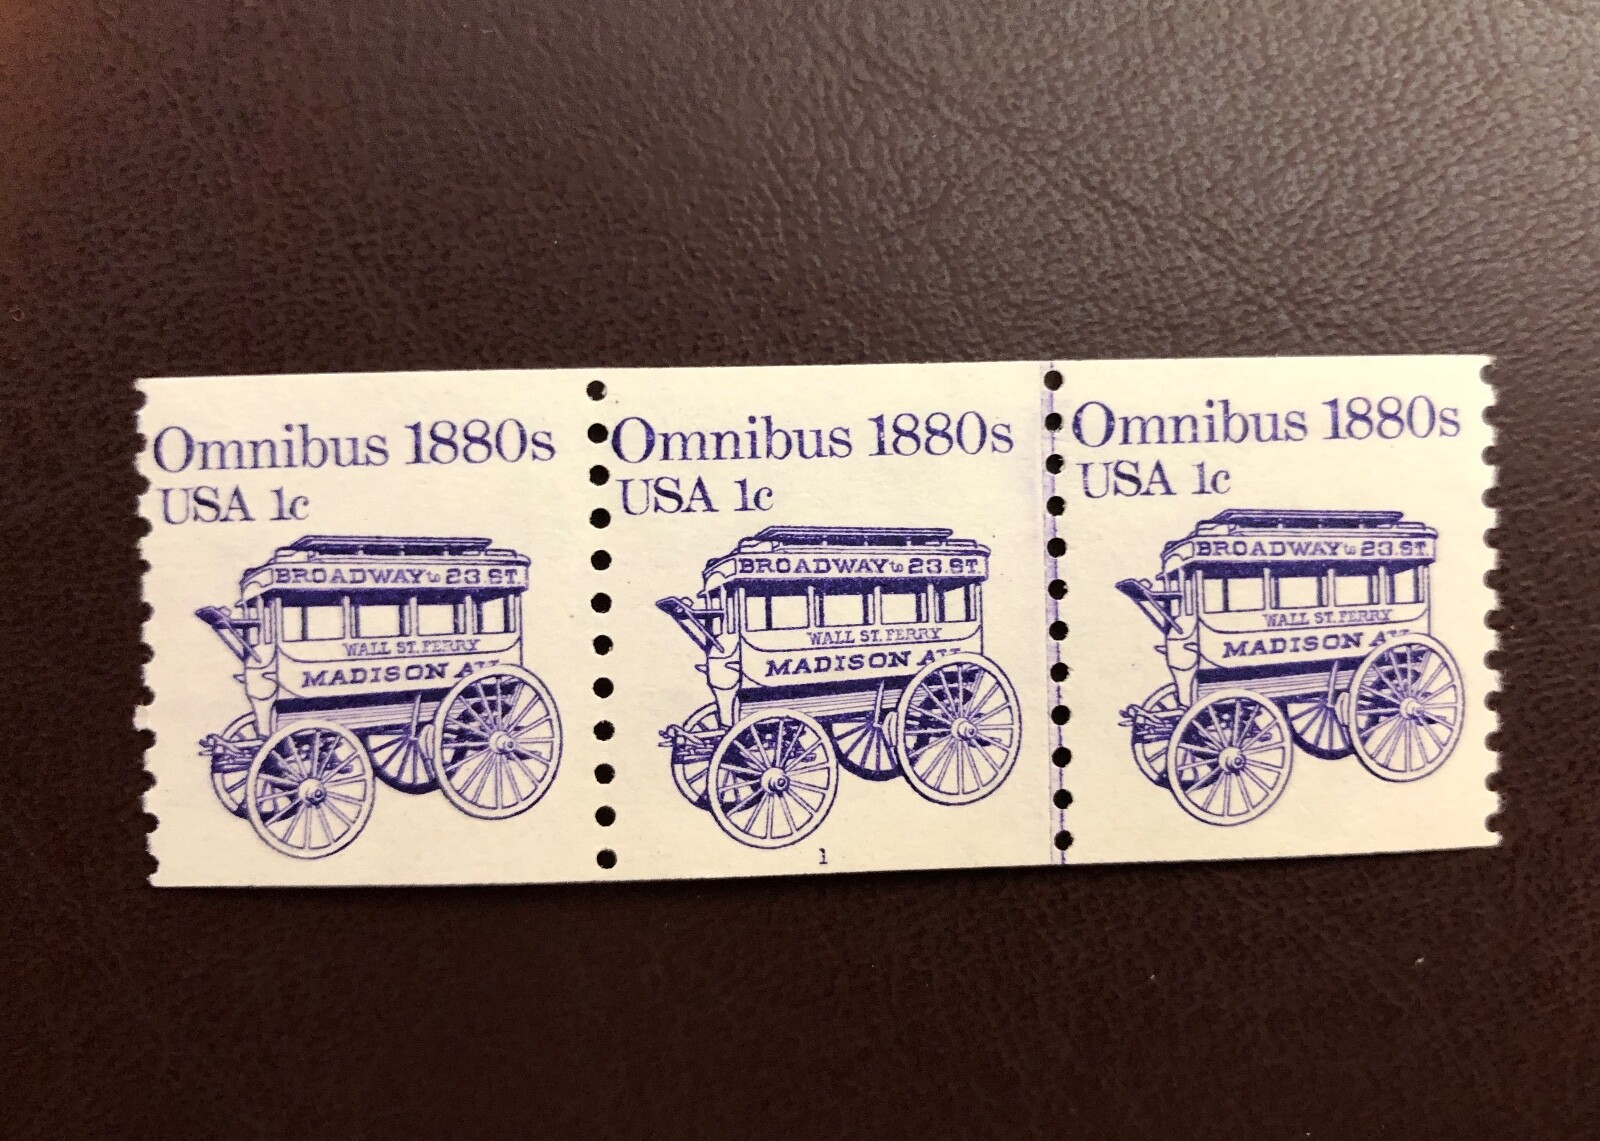 Omnibus 1880s
USA 1c
BROADWAY to 23.ST.
WALL ST. FERRY
MADISON AV
Omnibus 1880s
USA 1c
BROADWAY to 23.ST.
WALL ST. FERRY
MADISON AV
1
Omnibus 1880s
USA 1c
BROADWAY to 23.ST.
WALL ST. FERRY
MADISON AV